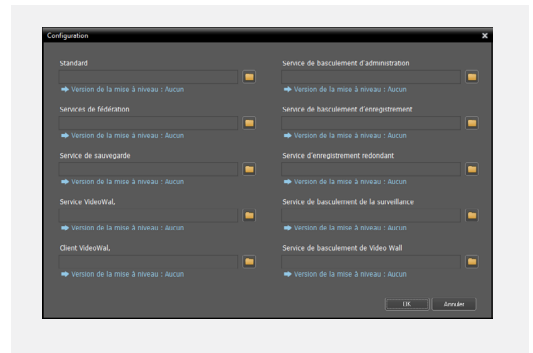 Configuration
Standard
Version de la mise à niveau : Aucun
Services de fédération
Version de la mise à niveau : Aucun
Service de sauvegarde
Version de la mise à niveau : Aucun
Service VideoWal,
Version de la mise à niveau : Aucun
Client VideoWal,
Version de la mise à niveau : Aucun
Service de basculement d'administration
Version de la mise à niveau : Aucun
Service de basculement d'enregistrement
Version de la mise à niveau : Aucun
Service d'enregistrement redondant
Version de la mise à niveau : Aucun
Service de basculement de la surveillance
Version de la mise à niveau : Aucun
Service de basculement de Video Wall
Version de la mise à niveau : Aucun
OK
Annuler